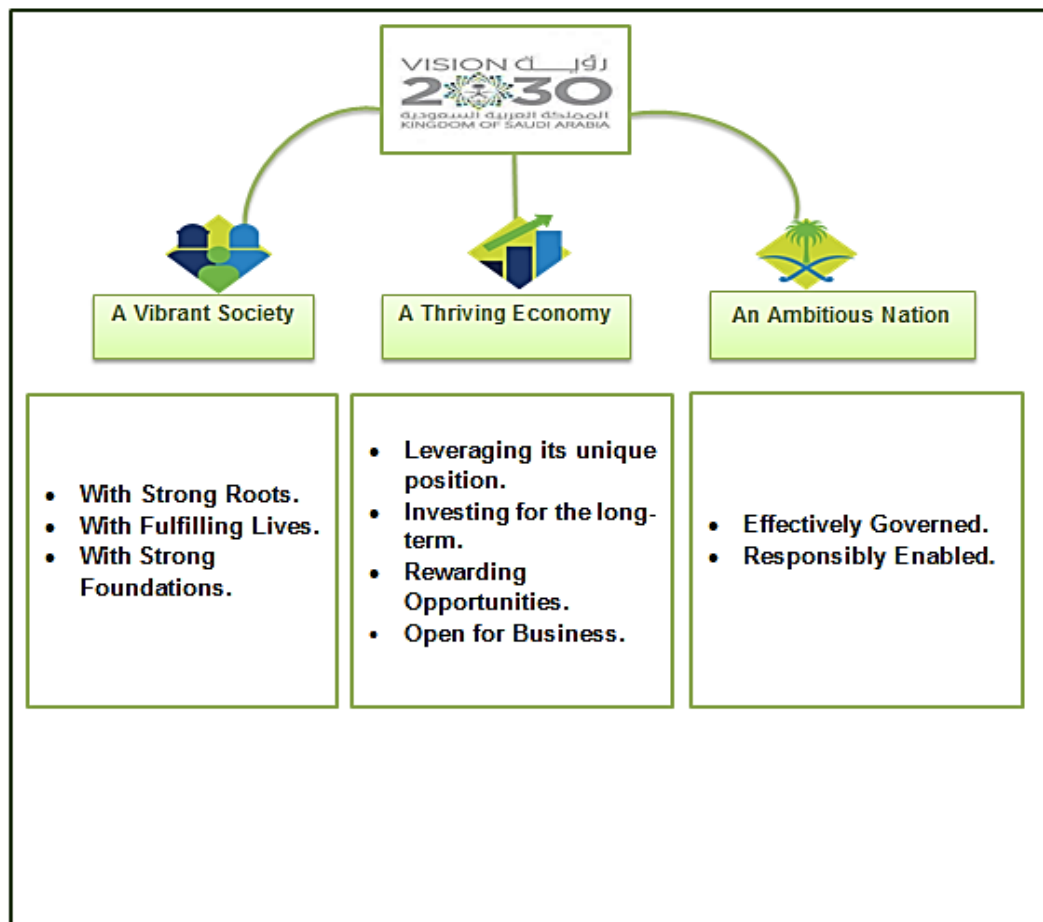 VISION رؤيـــة
2030
المملكة العربية السعودية
KINGDOM OF SAUDI ARABIA
A Vibrant Society
A Thriving Economy
An Ambitious Nation
• With Strong Roots.
• With Fulfilling Lives.
• With Strong
Foundations.
• Leveraging its unique
position.
• Investing for the long-
term.
• Rewarding
Opportunities.
• Open for Business.
• Effectively Governed.
• Responsibly Enabled.